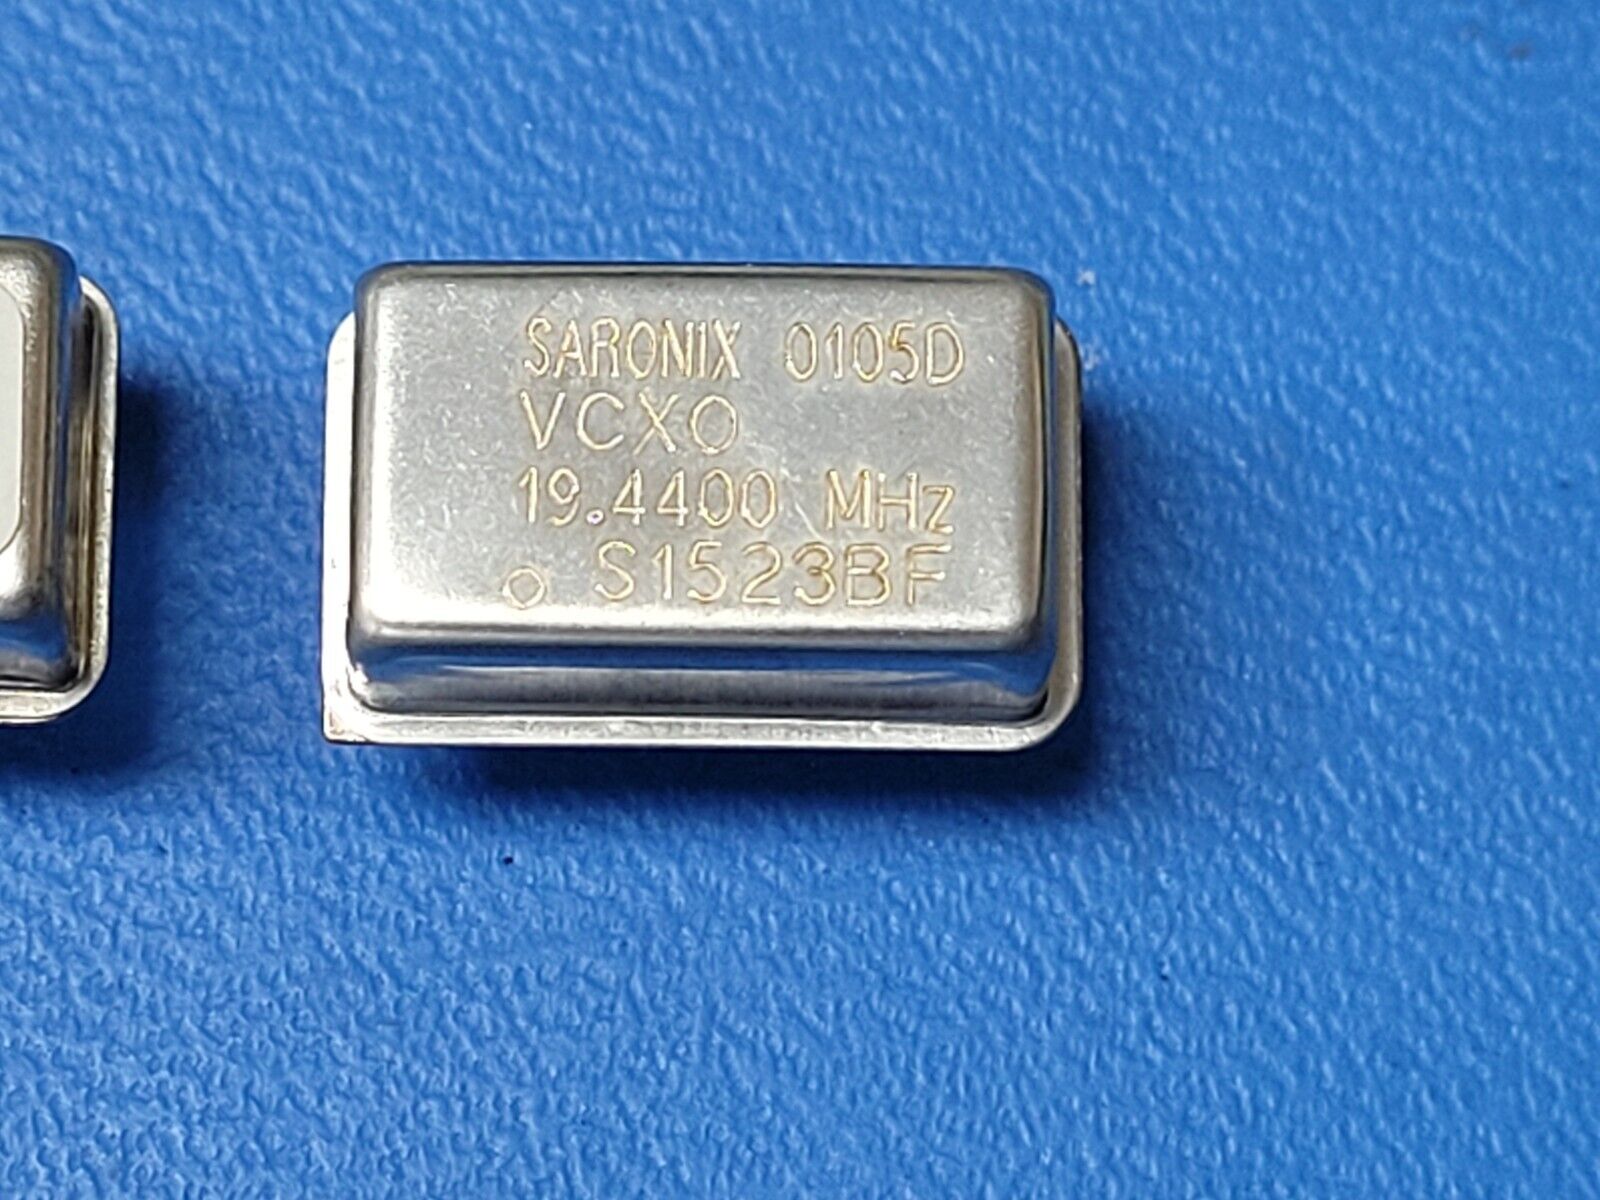 SARONIX 0105D
VCXO
19.4400 MHz
S1523BF